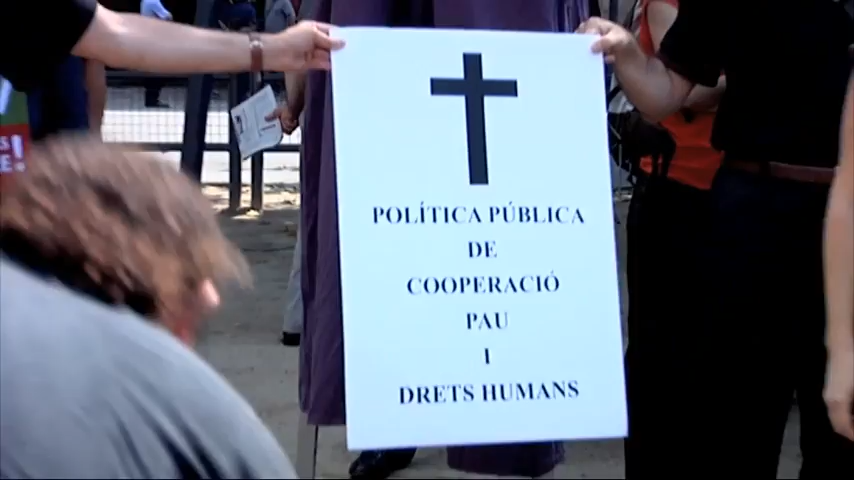 POLÍTICA PÚBLICA
DE
COOPERACIÓ
PAU
I
DRETS HUMANS